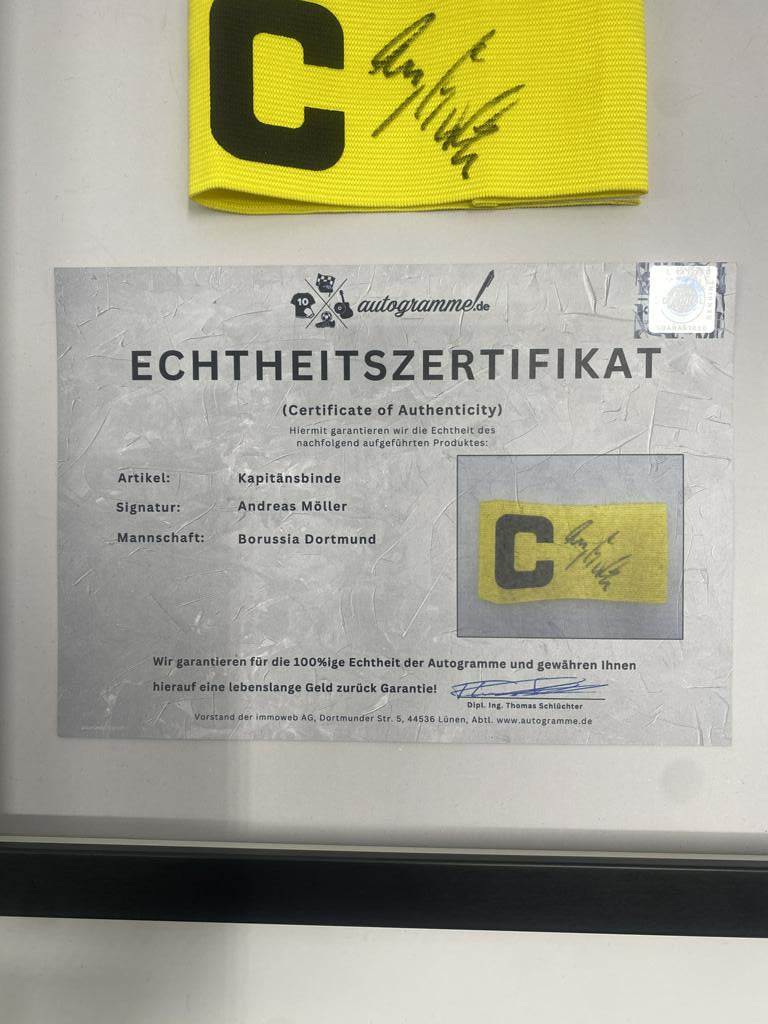 C
10
autogramme.de
ECHTHEITSZERTIFIKAT
(Certificate of Authenticity)
Hiermit garantieren wir die Echtheit des
nachfolgend aufgeführten Produktes:
Artikel: Kapitänsbinde
Signatur: Andreas Möller
Mannschaft: Borussia Dortmund
C
Wir garantieren für die 100%ige Echtheit der Autogramme und gewähren Ihnen
hierauf eine lebenslange Geld zurück Garantie!
Dipl. Ing. Thomas Schlüchter
Vorstand der immoweb AG, Dortmunder Str. 5, 44536 Lünen, Abtl. www.autogramme.de